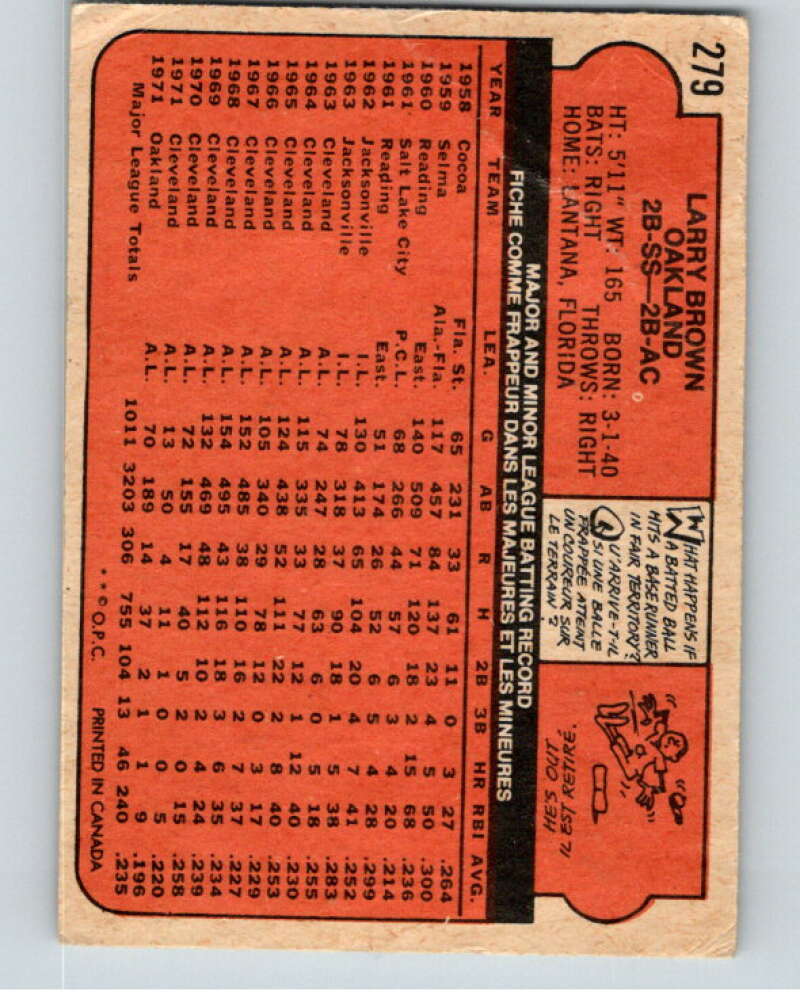 279
LARRY BROWN
OAKLAND
2B-SS—2B-AC
HT: 5'11" WT: 165 BORN: 3-1-40
BATS: RIGHT THROWS: RIGHT
HOME: LANTANA, FLORIDA
WHAT HAPPENS IF
A BATTED BALL
HITS A BASERUNNER
IN FAIR TERRITORY?
QU'ARRIVE-T-IL
SI UNE BALLE
FRAPPÉE ATTEINT
UN COUREUR SUR
LE TERRAIN?
HE'S OUT
IL EST RETIRÉ.
MAJOR AND MINOR LEAGUE BATTING RECORD
FICHE COMME FRAPPEUR DANS LES MAJEURES ET LES MINEURES
YEAR TEAM LEA. G AB R H 2B 3B HR RBI AVG.
1958 Cocoa Fla. St. 65 231 33 61 11 0 3 27 .264
1959 Selma Ala.-Fla. 117 457 84 137 23 4 5 50 .300
1960 Reading East. 140 509 71 120 18 2 15 68 .236
1961 Salt Lake City P.C.L. 68 266 44 57 6 3 4 20 .214
1961 Reading East. 51 174 26 52 6 5 4 28 .299
1962 Jacksonville I.L. 130 413 65 104 20 4 7 41 .252
1963 Jacksonville I.L. 78 318 37 90 18 1 5 38 .283
1963 Cleveland A.L. 74 247 28 63 6 0 5 18 .255
1964 Cleveland A.L. 115 335 33 77 12 1 12 40 .230
1965 Cleveland A.L. 124 438 52 111 22 2 8 40 .253
1966 Cleveland A.L. 105 340 29 78 12 0 3 17 .229
1967 Cleveland A.L. 152 485 38 110 16 2 7 37 .227
1968 Cleveland A.L. 154 495 43 116 18 3 6 35 .234
1969 Cleveland A.L. 132 469 48 112 10 2 4 24 .239
1970 Cleveland A.L. 72 155 17 40 5 2 0 15 .258
1971 Cleveland A.L. 13 50 4 11 1 0 0 5 .220
1971 Oakland A.L. 70 189 14 37 2 1 1 9 .196
Major League Totals 1011 3203 306 755 104 13 46 240 .235
**© O.P.C. PRINTED IN CANADA